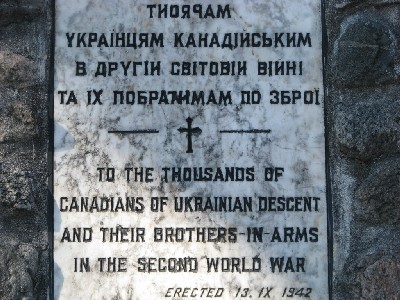 ТИСЯЧАМ
УКРАЇНЦЯМ КАНАДІЙСЬКИМ
В ДРУГІЙ СВІТОВІЙ ВІЙНІ
ТА ЇХ ПОБРАТИМАМ ПО ЗБРОЇ
TO THE THOUSANDS OF
CANADIANS OF UKRAINIAN DESCENT
AND THEIR BROTHERS-IN-ARMS
IN THE SECOND WORLD WAR
ERECTED 13. IX 1942